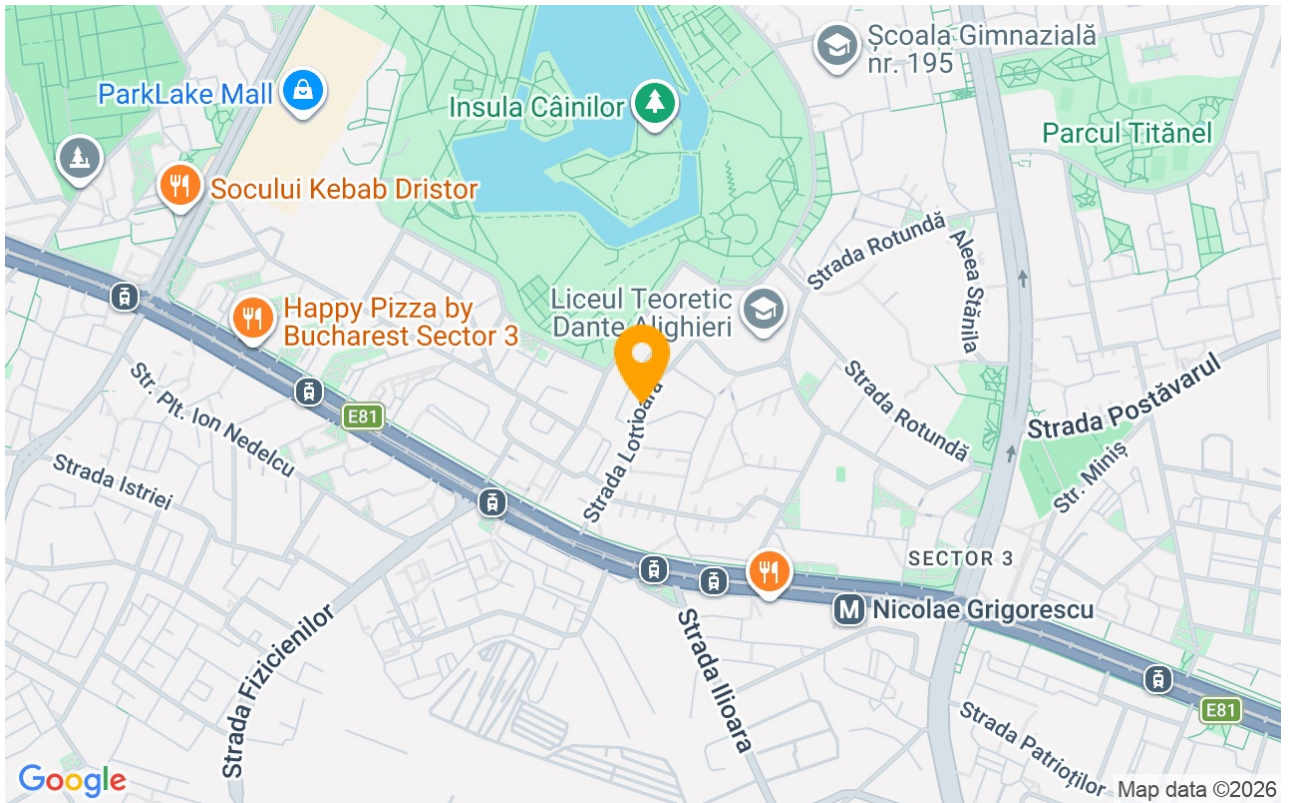 Școala Gimnazială
nr. 195
ParkLake Mall
Insula Câinilor
Parcul Titănel
Socului Kebab Dristor
Strada Rotundă
Aleea Stănila
Liceul Teoretic
Dante Alighieri
Happy Pizza by
Bucharest Sector 3
Str. Plt. Ion Nedelcu
E81
Strada Lotrioara
Strada Rotundă
Strada Postăvarul
Str. Miniș
Strada Istriei
SECTOR 3
M Nicolae Grigorescu
Strada Fizicienilor
Strada Ilioara
E81
Strada Patrioților
Google
Map data ©2026